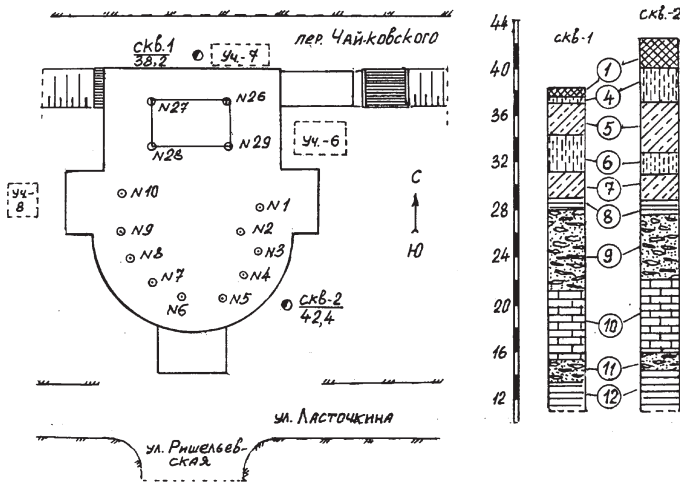 пер. Чайковского
скв.1
38,2
Уч.-7
N27
N26
N28
N29
Уч.-6
Уч.-
8
N10
N1
N9
N2
N8
N3
N7
N4
N6
N5
С
Ю
скв-2
42,4
ул. Ласточкина
ул. Ришельев-
ская
44
40
36
32
28
24
20
16
12
скв-1
скв-2
1
4
5
6
7
8
9
10
11
12